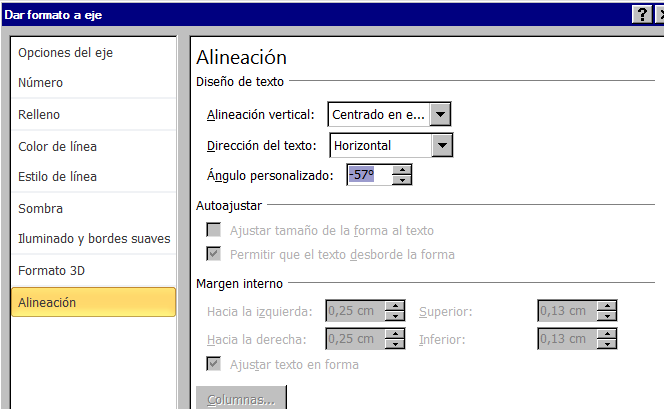 Dar formato a eje
Opciones del eje
Número
Relleno
Color de línea
Estilo de línea
Sombra
Iluminado y bordes suaves
Formato 3D
Alineación
Alineación
Diseño de texto
Alineación vertical: Centrado en e...
Dirección del texto: Horizontal
Ángulo personalizado: -57º
Autoajustar
Ajustar tamaño de la forma al texto
Permitir que el texto desborde la forma
Margen interno
Hacia la izquierda: 0,25 cm Superior: 0,13 cm
Hacia la derecha: 0,25 cm Inferior: 0,13 cm
Ajustar texto en forma
Columnas...